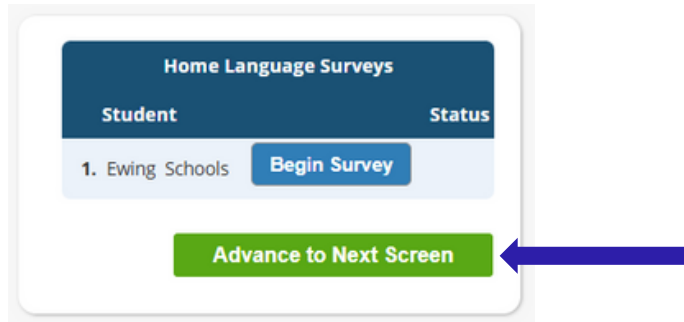 Home Language Surveys
Student Status
1. Ewing Schools Begin Survey
Advance to Next Screen